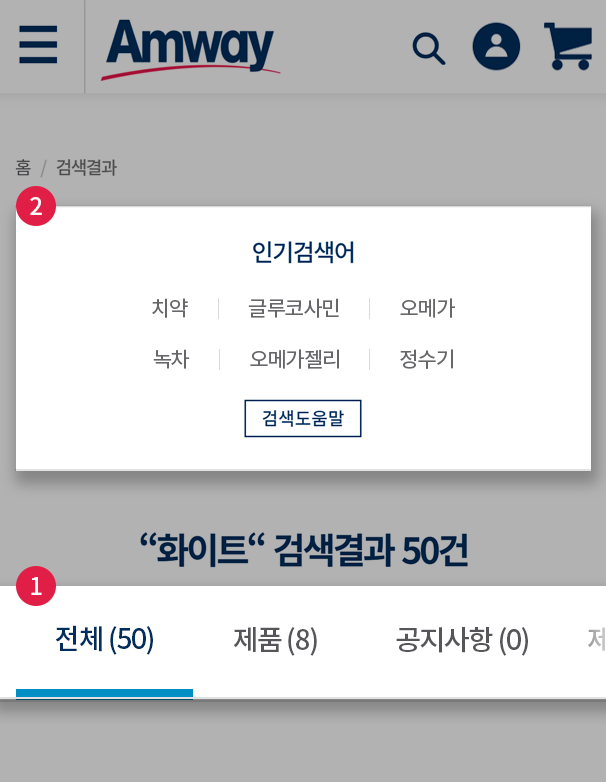 Amway
홈 / 검색결과
2
인기검색어
치약 | 글루코사민 | 오메가
녹차 | 오메가젤리 | 정수기
검색도움말
“화이트“ 검색결과 50건
1
전체 (50) 제품 (8) 공지사항 (0)